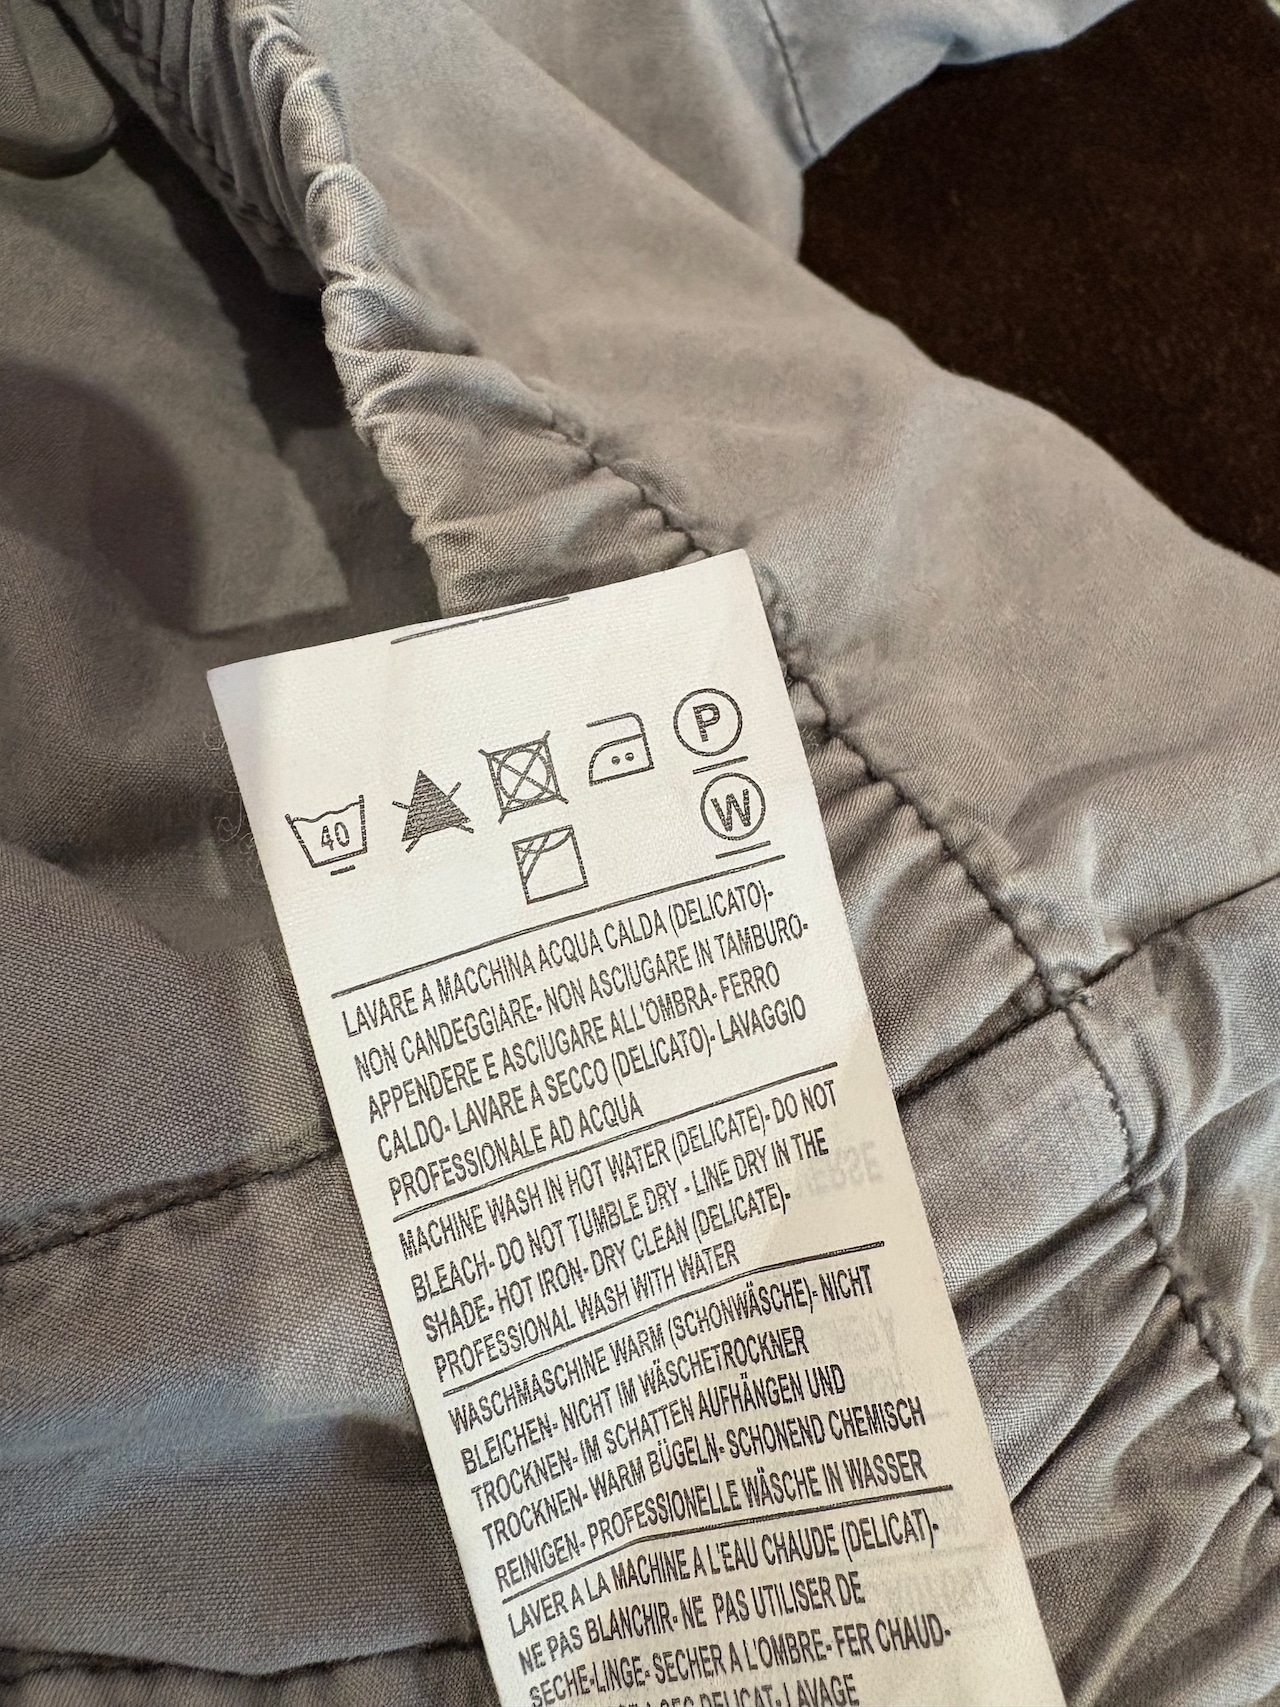 P
40
W
LAVARE A MACCHINA ACQUA CALDA (DELICATO)-
NON CANDEGGIARE- NON ASCIUGARE IN TAMBURO-
APPENDERE E ASCIUGARE ALL'OMBRA- FERRO
CALDO- LAVARE A SECCO (DELICATO)- LAVAGGIO
PROFESSIONALE AD ACQUA
MACHINE WASH IN HOT WATER (DELICATE)- DO NOT
BLEACH- DO NOT TUMBLE DRY - LINE DRY IN THE
SHADE- HOT IRON- DRY CLEAN (DELICATE)-
PROFESSIONAL WASH WITH WATER
WASCHMASCHINE WARM (SCHONWÄSCHE)- NICHT
BLEICHEN- NICHT IM WÄSCHETROCKNER
TROCKNEN- IM SCHATTEN AUFHÄNGEN UND
TROCKNEN- WARM BÜGELN- SCHONEND CHEMISCH
REINIGEN- PROFESSIONELLE WÄSCHE IN WASSER
LAVER A LA MACHINE A L'EAU CHAUDE (DELICAT)-
NE PAS BLANCHIR- NE PAS UTILISER DE
SECHE-LINGE- SECHER A L'OMBRE- FER CHAUD-
SEC DELICAT- LAVAGE